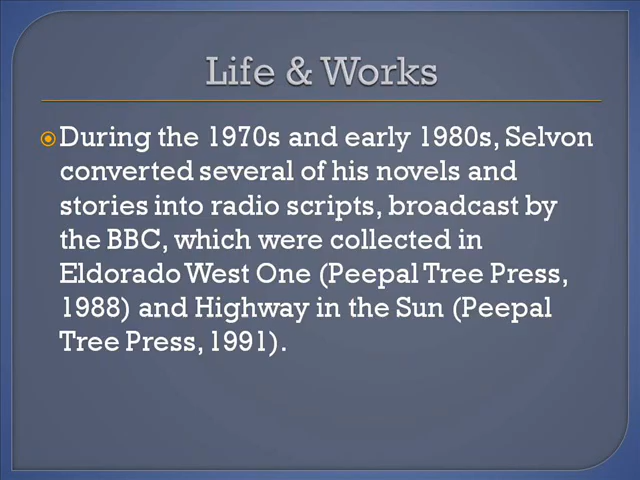 Life & Works
During the 1970s and early 1980s, Selvon
converted several of his novels and
stories into radio scripts, broadcast by
the BBC, which were collected in
Eldorado West One (Peepal Tree Press,
1988) and Highway in the Sun (Peepal
Tree Press, 1991).